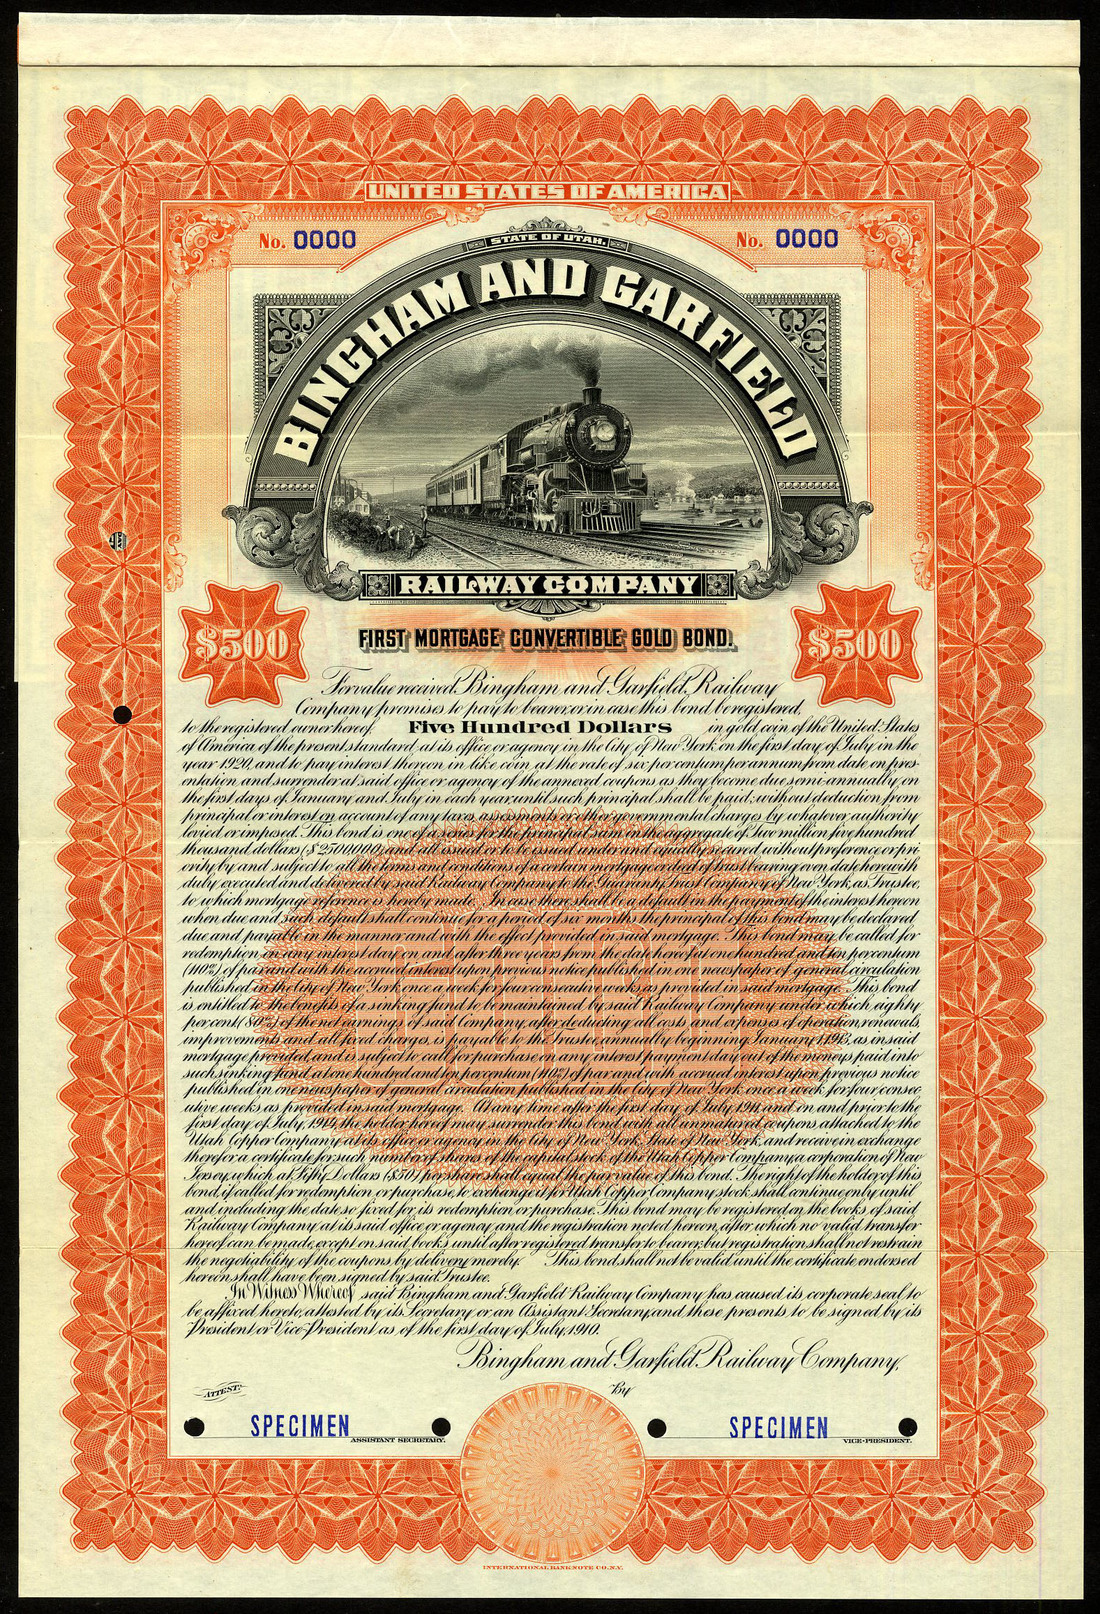 UNITED STATES OF AMERICA
No. 0000
No. 0000
STATE OF UTAH.
BINGHAM AND GARFIELD
RAILWAY COMPANY
$500
$500
FIRST MORTGAGE CONVERTIBLE GOLD BOND.
For value received, Bingham and Garfield Railway
Company promises to pay to bearer, or in case this bond be registered,
to the registered owner hereof, Five Hundred Dollars in gold coin of the United States
of America of the present standard, at its office or agency in the City of New York, on the first day of July, in the
year 1920, and to pay interest thereon in like coin, at the rate of six per centum per annum from date on pres-
entation and surrender at said office or agency of the annexed coupons as they become due semi-annually on
the first days of January and July in each year until such principal shall be paid; without deduction from
principal or interest on account of any taxes, assessments or other governmental charges by whatever authority
levied or imposed. This bond is one of a series for the principal sum in the aggregate of Two million five hundred
thousand dollars ($2,500,000), and all issued or to be issued under and equally secured without preference or pri-
ority by and subject to all the terms and conditions of a certain mortgage or deed of trust bearing even date herewith
duly executed and delivered by said Railway Company to the Guaranty Trust Company of New York, as Trustee,
to which mortgage reference is hereby made. In case there shall be a default in the payment of the interest hereon
when due, and such default shall continue for a period of six months the principal of this bond may be declared
due and payable in the manner and with the effect provided in said mortgage. This bond may be called for
redemption on any interest day on and after three years from the date hereof at one hundred and ten per centum
(110%) of par and with the accrued interest upon previous notice published in one newspaper of general circulation
published in the City of New York once a week for four consecutive weeks as provided in said mortgage. This bond
is entitled to the benefits of a sinking fund to be maintained by said Railway Company under which, eighty
per cent. (80%) of the net earnings of said Company, after deducting all costs and expenses of operation, renewals,
improvements and all fixed charges, is payable to the Trustee, annually beginning January 1, 1913, as in said
mortgage provided, and is subject to call for purchase on any interest payment day out of the moneys paid into
such sinking fund at one hundred and ten per centum (110%) of par and with accrued interest upon previous notice
published in one newspaper of general circulation published in the City of New York once a week for four consec-
utive weeks as provided in said mortgage. At any time after the first day of July 1911, and on and prior to the
first day of July, 1919, the holder hereof may surrender this bond with all unmatured coupons attached to the
Utah Copper Company at its office or agency in the City of New York, State of New York, and receive in exchange
therefor a certificate for such number of shares of the capital stock of the Utah Copper Company, a corporation of New
Jersey, which, at Fifty Dollars ($50) per share shall equal the par value of this bond. The right of the holder of this
bond, if called for redemption or purchase, to exchange it for Utah Copper Company stock shall continue only until
and including the date so fixed for its redemption or purchase. This bond may be registered on the books of said
Railway Company, at its said office or agency, and the registration noted hereon, after which no valid transfer
hereof can be made, except on said books until after registered transfer to bearer, but registration shall not restrain
the negotiability of the coupons by delivery merely. This bond shall not be valid until the certificate endorsed
hereon shall have been signed by said Trustee.
In Witness Whereof, said Bingham and Garfield Railway Company has caused its corporate seal to
be affixed hereto, attested by its Secretary or an Assistant Secretary, and these presents to be signed by its
President or Vice-President as of the first day of July, 1910.
Bingham and Garfield Railway Company,
ATTEST:
By
SPECIMEN
SPECIMEN
ASSISTANT SECRETARY.
VICE-PRESIDENT.
INTERNATIONAL BANK NOTE CO. N.Y.